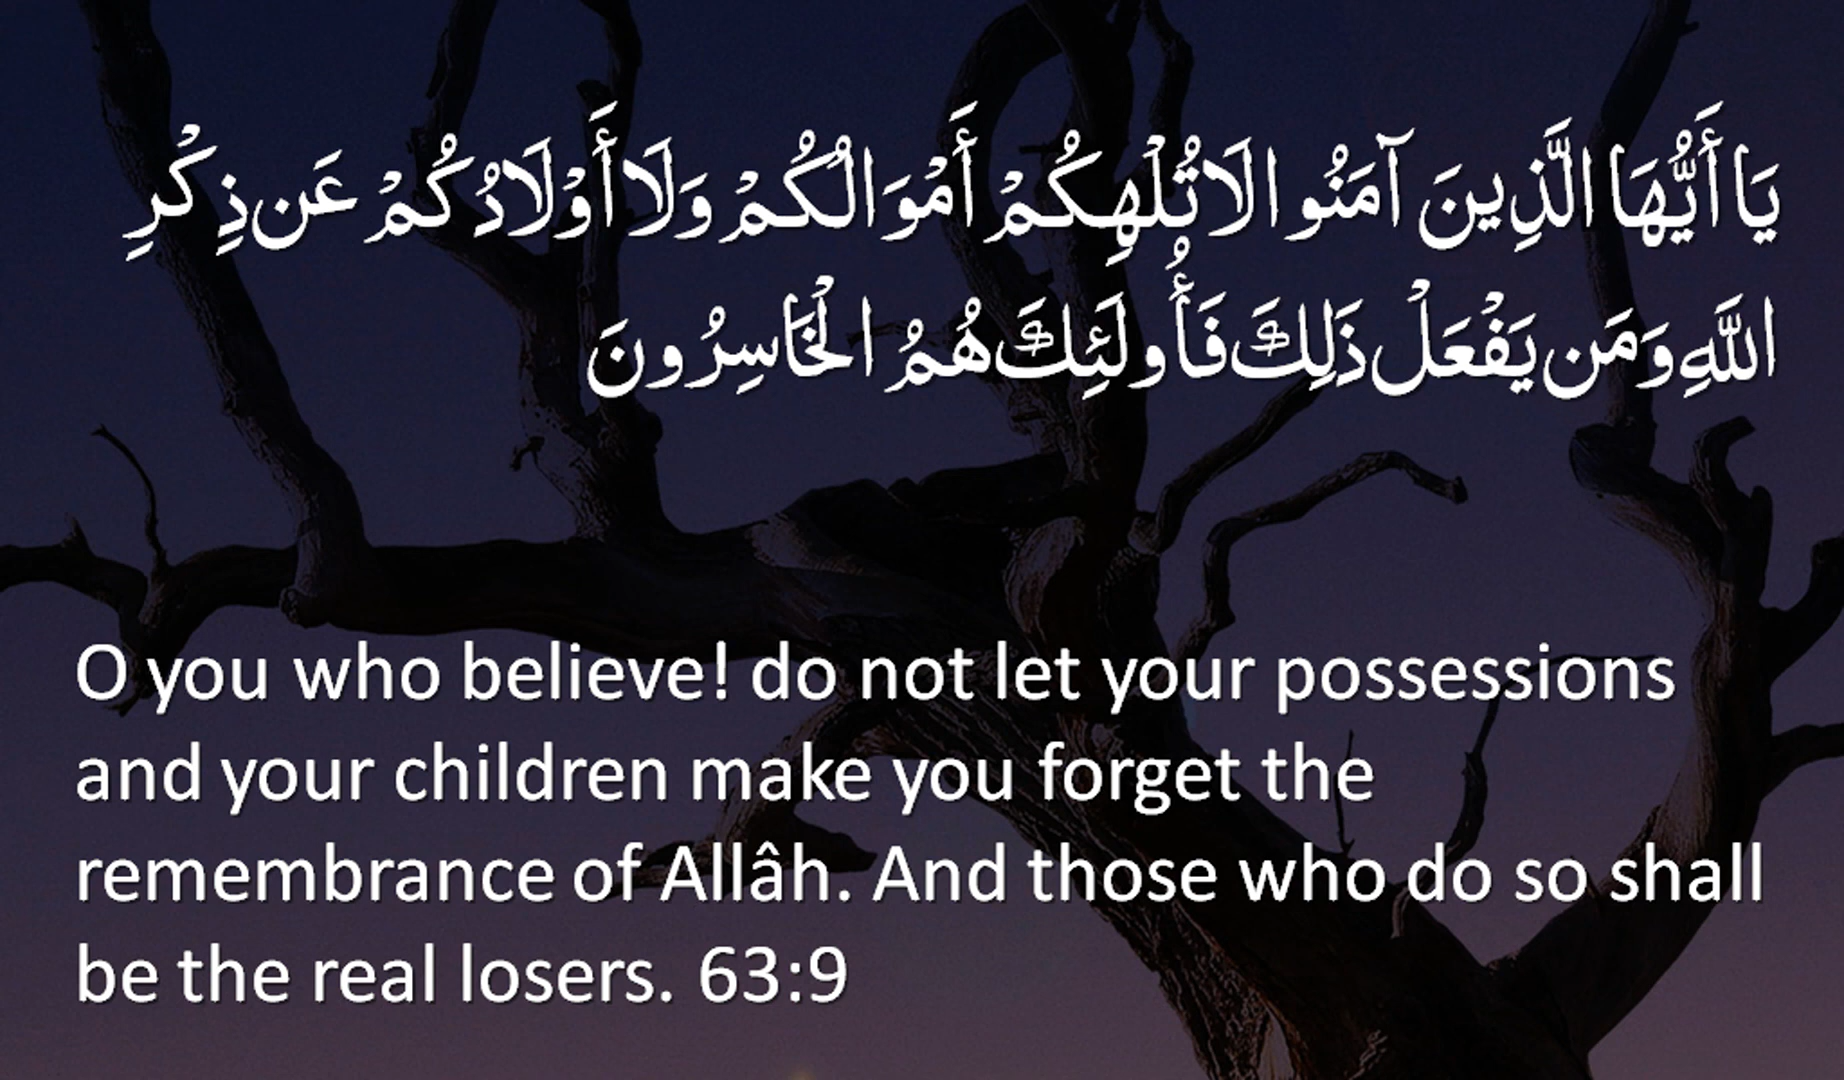 يَا أَيُّهَا الَّذِينَ آمَنُوا لَا تُلْهِكُمْ أَمْوَالُكُمْ وَلَا أَوْلَادُكُمْ عَن ذِكْرِ
اللَّهِ وَمَن يَفْعَلْ ذَلِكَ فَأُولَئِكَ هُمُ الْخَاسِرُونَ
O you who believe! do not let your possessions
and your children make you forget the
remembrance of Allâh. And those who do so shall
be the real losers. 63:9